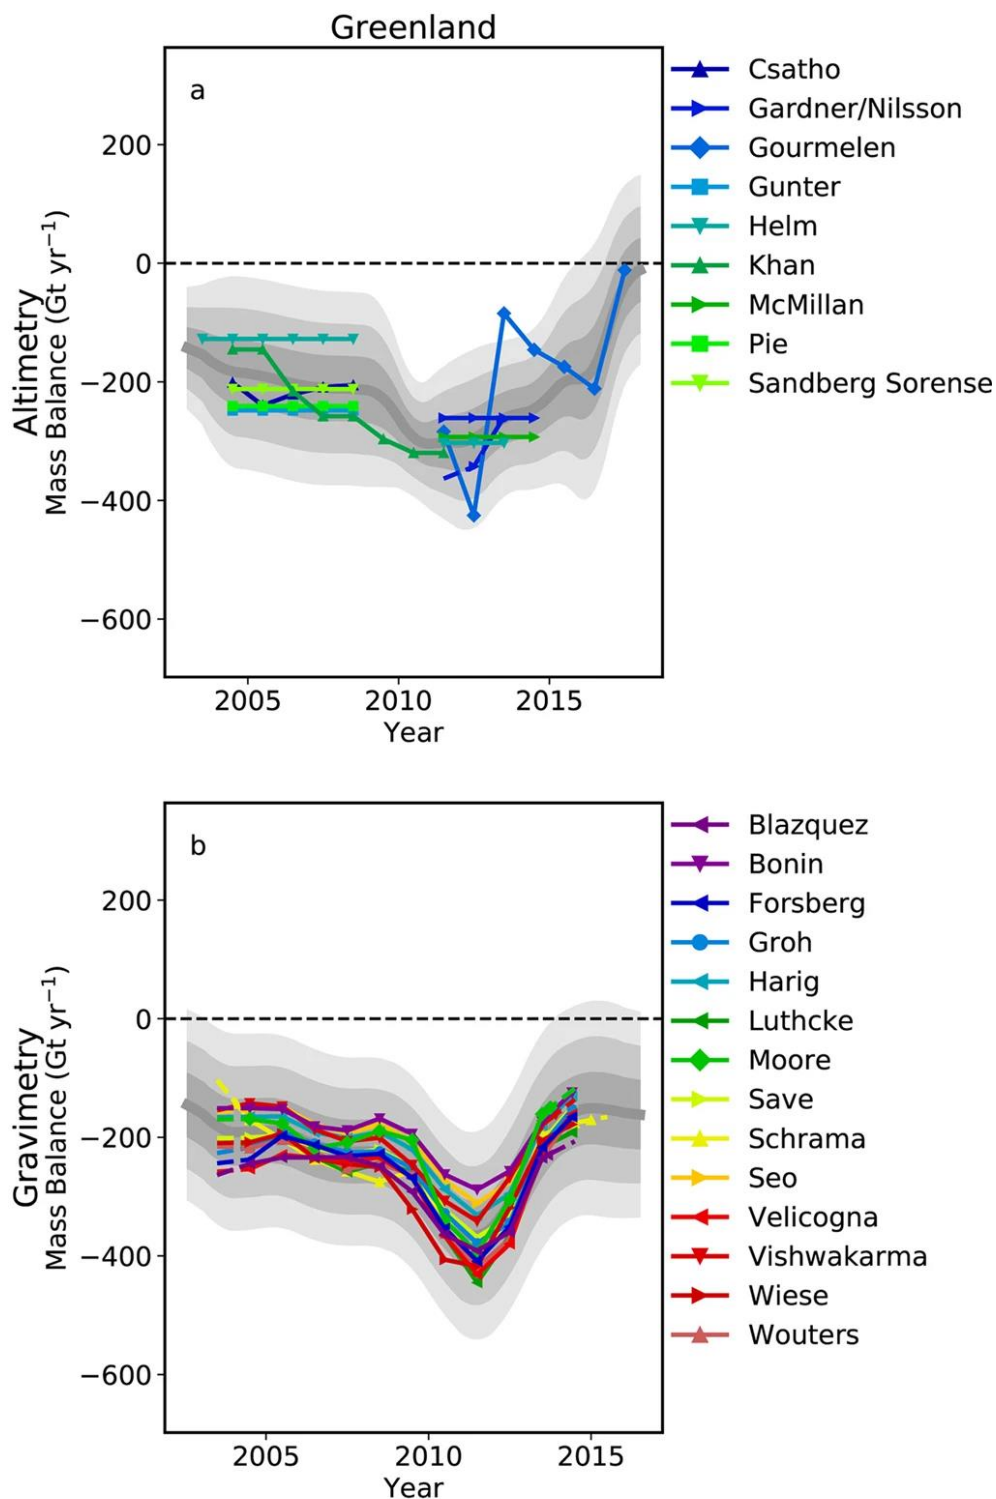 Greenland
a
200
0
−200
−400
−600
2005
2010
2015
Year
Altimetry
Mass Balance (Gt yr⁻¹)
Csatho
Gardner/Nilsson
Gourmelen
Gunter
Helm
Khan
McMillan
Pie
Sandberg Sorense
b
200
0
−200
−400
−600
2005
2010
2015
Year
Gravimetry
Mass Balance (Gt yr⁻¹)
Blazquez
Bonin
Forsberg
Groh
Harig
Luthcke
Moore
Save
Schrama
Seo
Velicogna
Vishwakarma
Wiese
Wouters